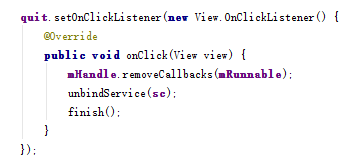 quit.setOnClickListener(new View.OnClickListener() {
    @Override
    public void onClick(View view) {
        mHandle.removeCallbacks(mRunnable);
        unbindService(sc);
        finish();
    }
});